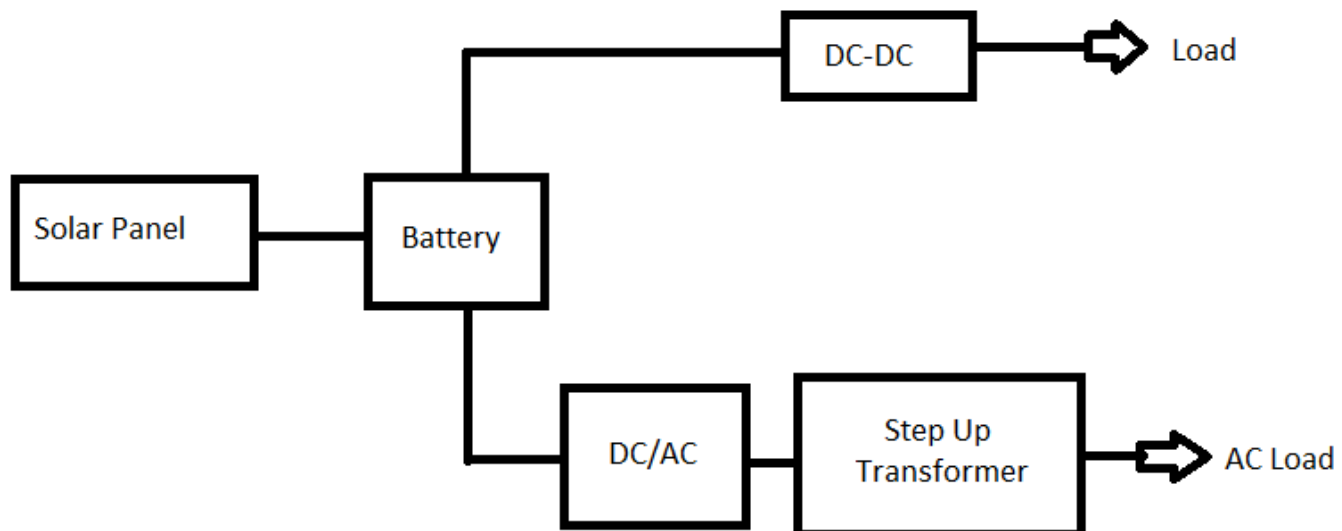 DC-DC
Load
Solar Panel
Battery
DC/AC
Step Up
Transformer
AC Load